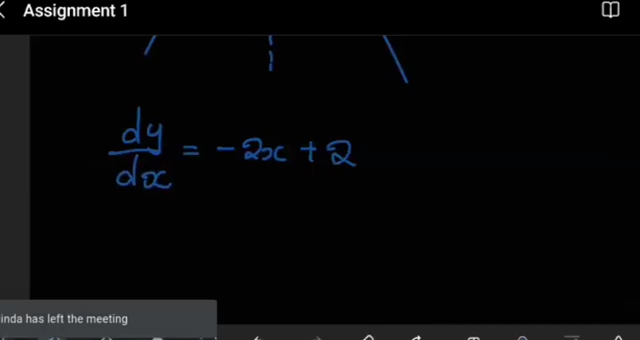 Assignment 1
dy/dx = -2x + 2
inda has left the meeting